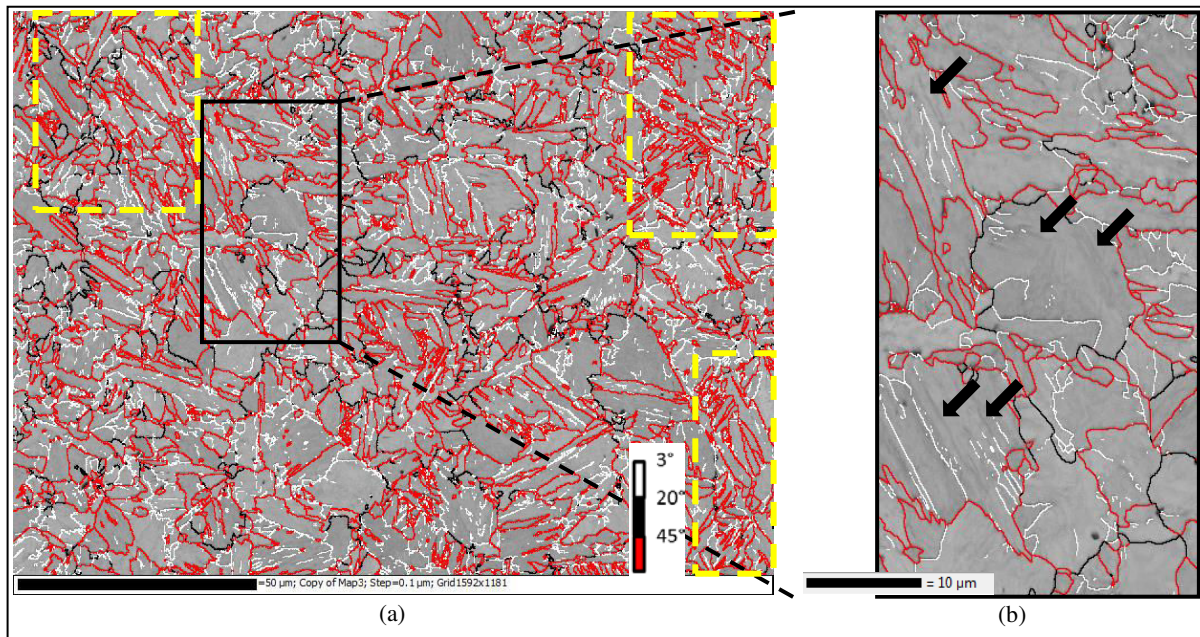 3°
20°
45°
=50 µm; Copy of Map3; Step=0.1 µm; Grid1592x1181
= 10 µm
(a)
(b)